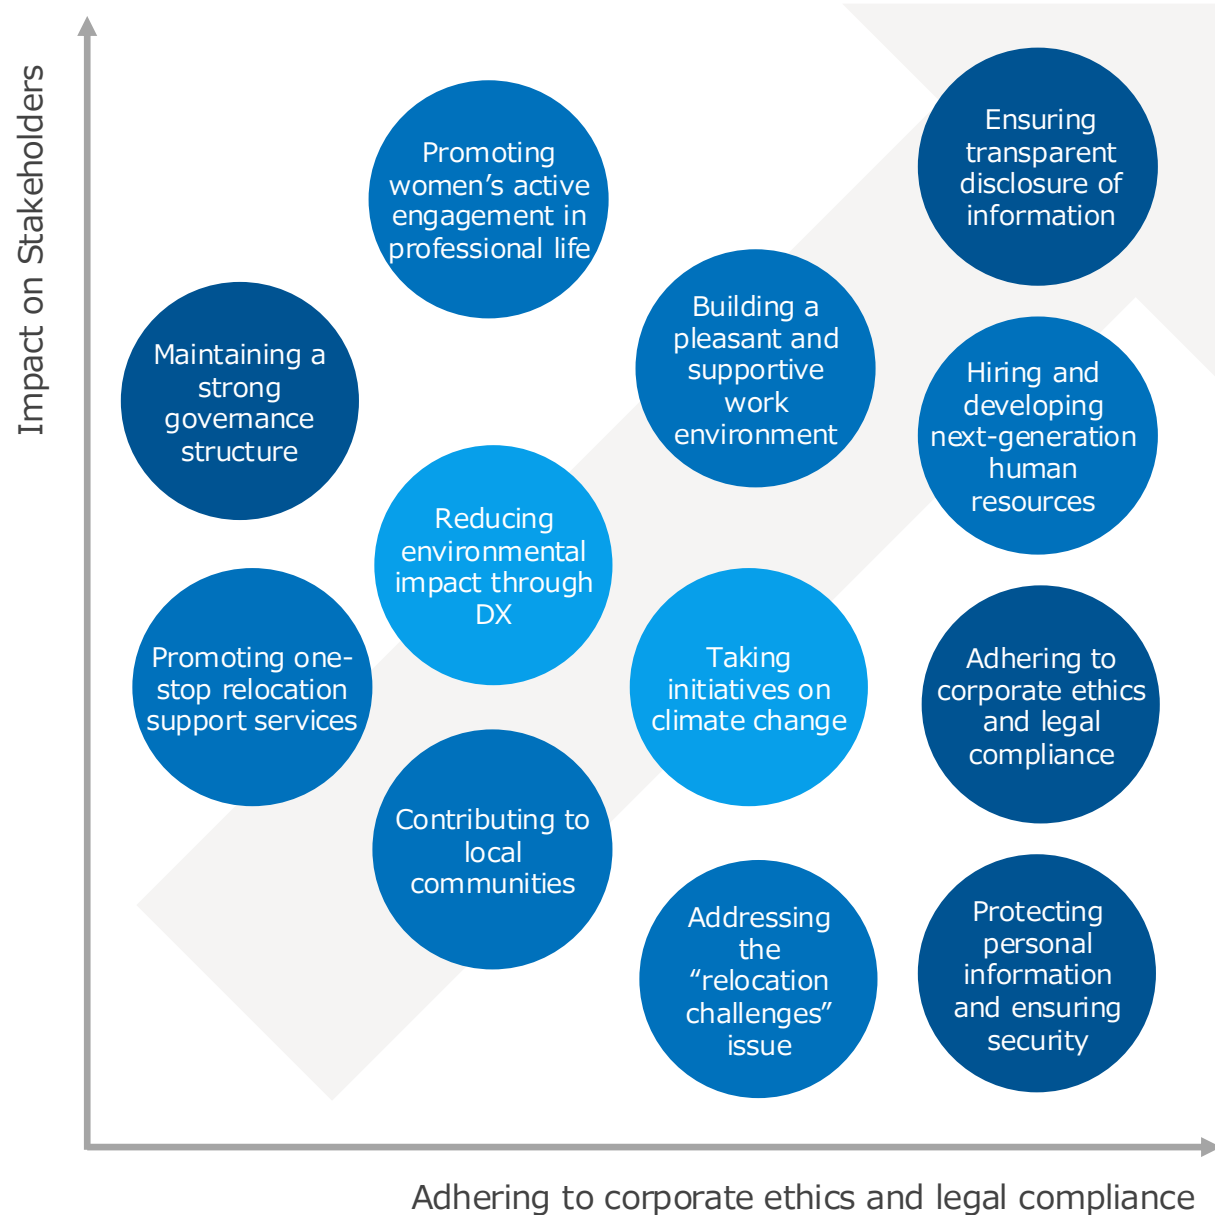 Impact on Stakeholders
Ensuring
transparent
disclosure of
information
Promoting
women’s active
engagement in
professional life
Building a
pleasant and
supportive
work
environment
Maintaining a
strong
governance
structure
Hiring and
developing
next-generation
human
resources
Reducing
environmental
impact through
DX
Promoting one-
stop relocation
support services
Taking
initiatives on
climate change
Adhering to
corporate ethics
and legal
compliance
Contributing to
local
communities
Addressing
the
“relocation
challenges”
issue
Protecting
personal
information
and ensuring
security
Adhering to corporate ethics and legal compliance